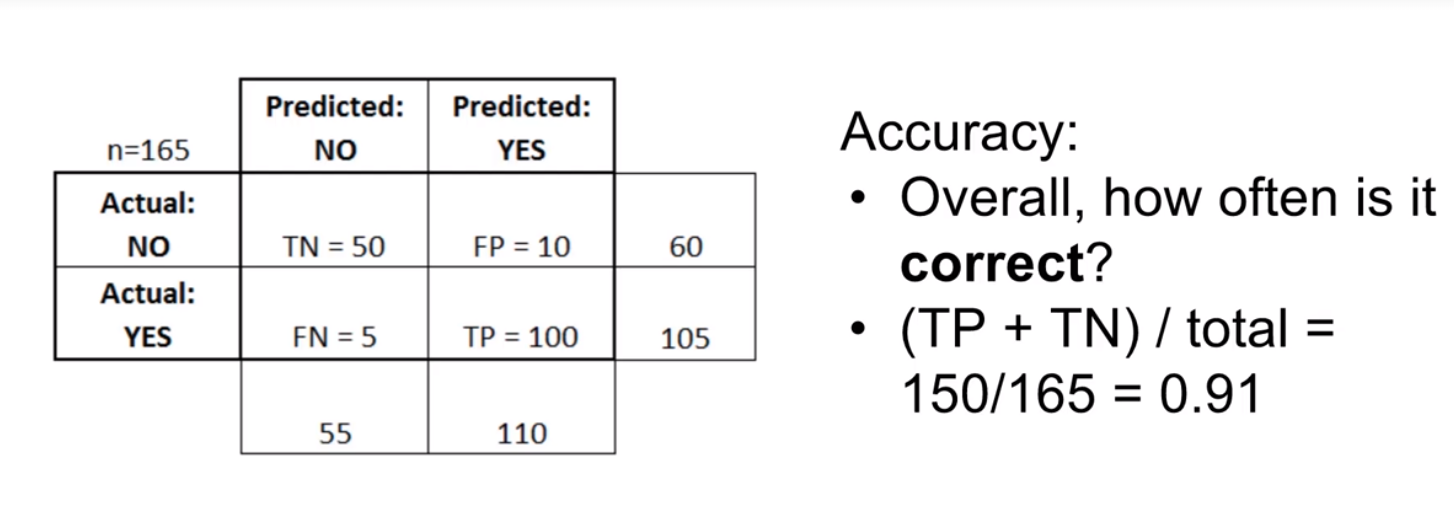 Predicted: Predicted:
n=165 NO YES
Actual:
NO TN = 50 FP = 10 60
Actual:
YES FN = 5 TP = 100 105
55 110
Accuracy:
• Overall, how often is it
correct?
• (TP + TN) / total =
150/165 = 0.91